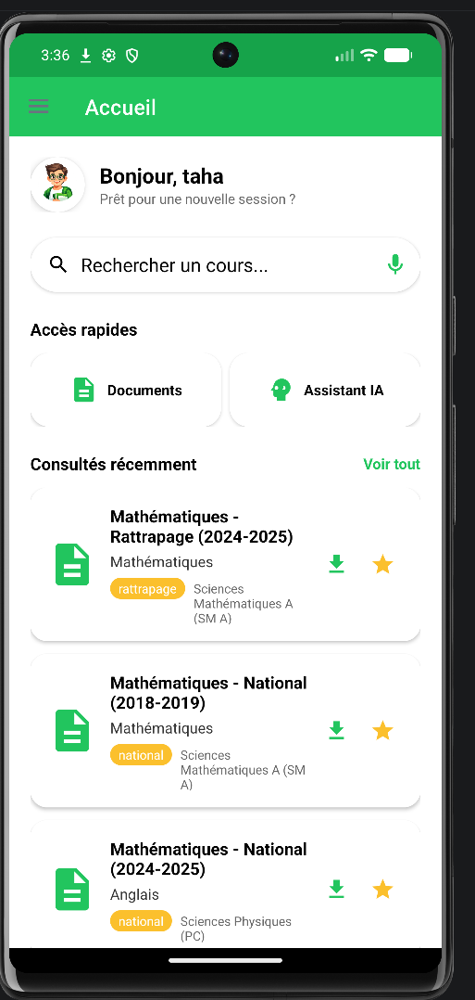 3:36
Accueil
Bonjour, taha
Prêt pour une nouvelle session ?
Rechercher un cours...
Accès rapides
Documents
Assistant IA
Consultés récemment
Voir tout
Mathématiques -
Rattrapage (2024-2025)
Mathématiques
rattrapage
Sciences
Mathématiques A
(SM A)
Mathématiques - National
(2018-2019)
Mathématiques
national
Sciences
Mathématiques A (SM
A)
Mathématiques - National
(2024-2025)
Anglais
national
Sciences Physiques
(PC)